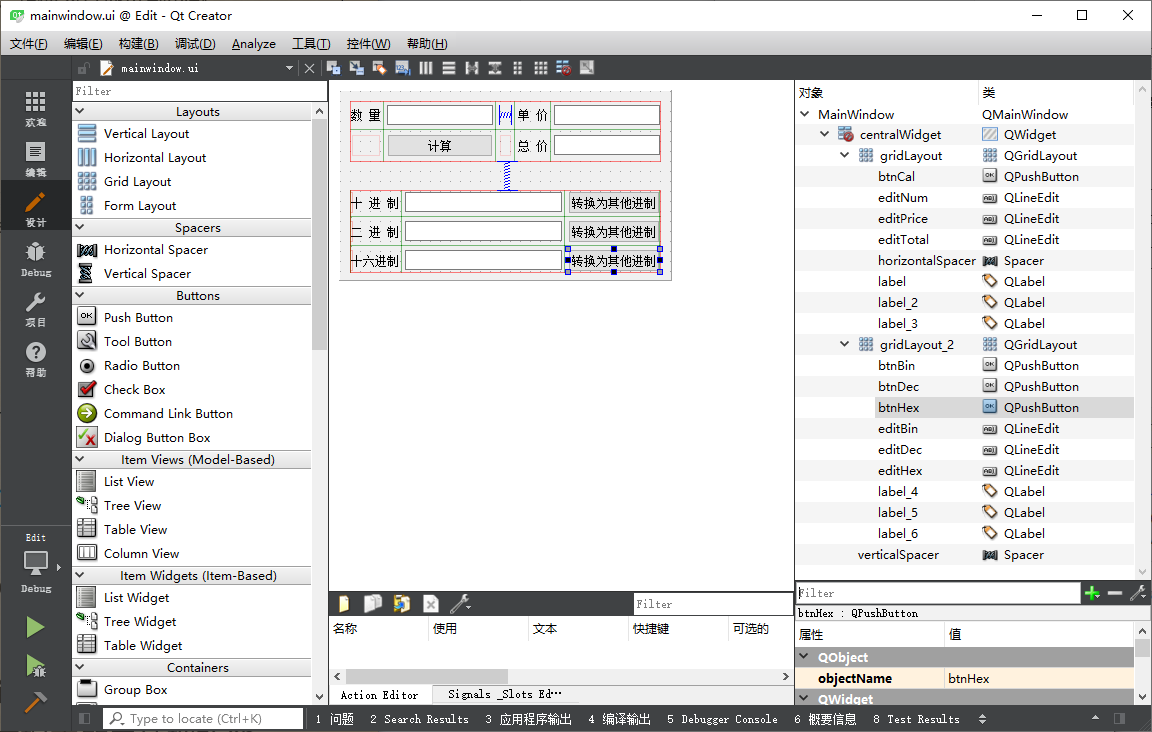 mainwindow.ui @ Edit - Qt Creator
文件(F) 编辑(E) 构建(B) 调试(D) Analyze 工具(T) 控件(W) 帮助(H)
mainwindow.ui
欢迎
编辑
设计
Debug
项目
帮助
Edit
Debug
Filter
Layouts
Vertical Layout
Horizontal Layout
Grid Layout
Form Layout
Spacers
Horizontal Spacer
Vertical Spacer
Buttons
Push Button
Tool Button
Radio Button
Check Box
Command Link Button
Dialog Button Box
Item Views (Model-Based)
List View
Tree View
Table View
Column View
Item Widgets (Item-Based)
List Widget
Tree Widget
Table Widget
Containers
Group Box
数 量 单 价
计算 总 价
十 进 制 转换为其他进制
二 进 制 转换为其他进制
十六进制 转换为其他进制
Filter
名称 使用 文本 快捷键 可选的
Action Editor Signals _Slots Ed…
对象 类
MainWindow QMainWindow
centralWidget QWidget
gridLayout QGridLayout
btnCal QPushButton
editNum QLineEdit
editPrice QLineEdit
editTotal QLineEdit
horizontalSpacer Spacer
label QLabel
label_2 QLabel
label_3 QLabel
gridLayout_2 QGridLayout
btnBin QPushButton
btnDec QPushButton
btnHex QPushButton
editBin QLineEdit
editDec QLineEdit
editHex QLineEdit
label_4 QLabel
label_5 QLabel
label_6 QLabel
verticalSpacer Spacer
Filter
btnHex : QPushButton
属性 值
QObject
objectName btnHex
QWidget
Type to locate (Ctrl+K) 1 问题 2 Search Results 3 应用程序输出 4 编译输出 5 Debugger Console 6 概要信息 8 Test Results